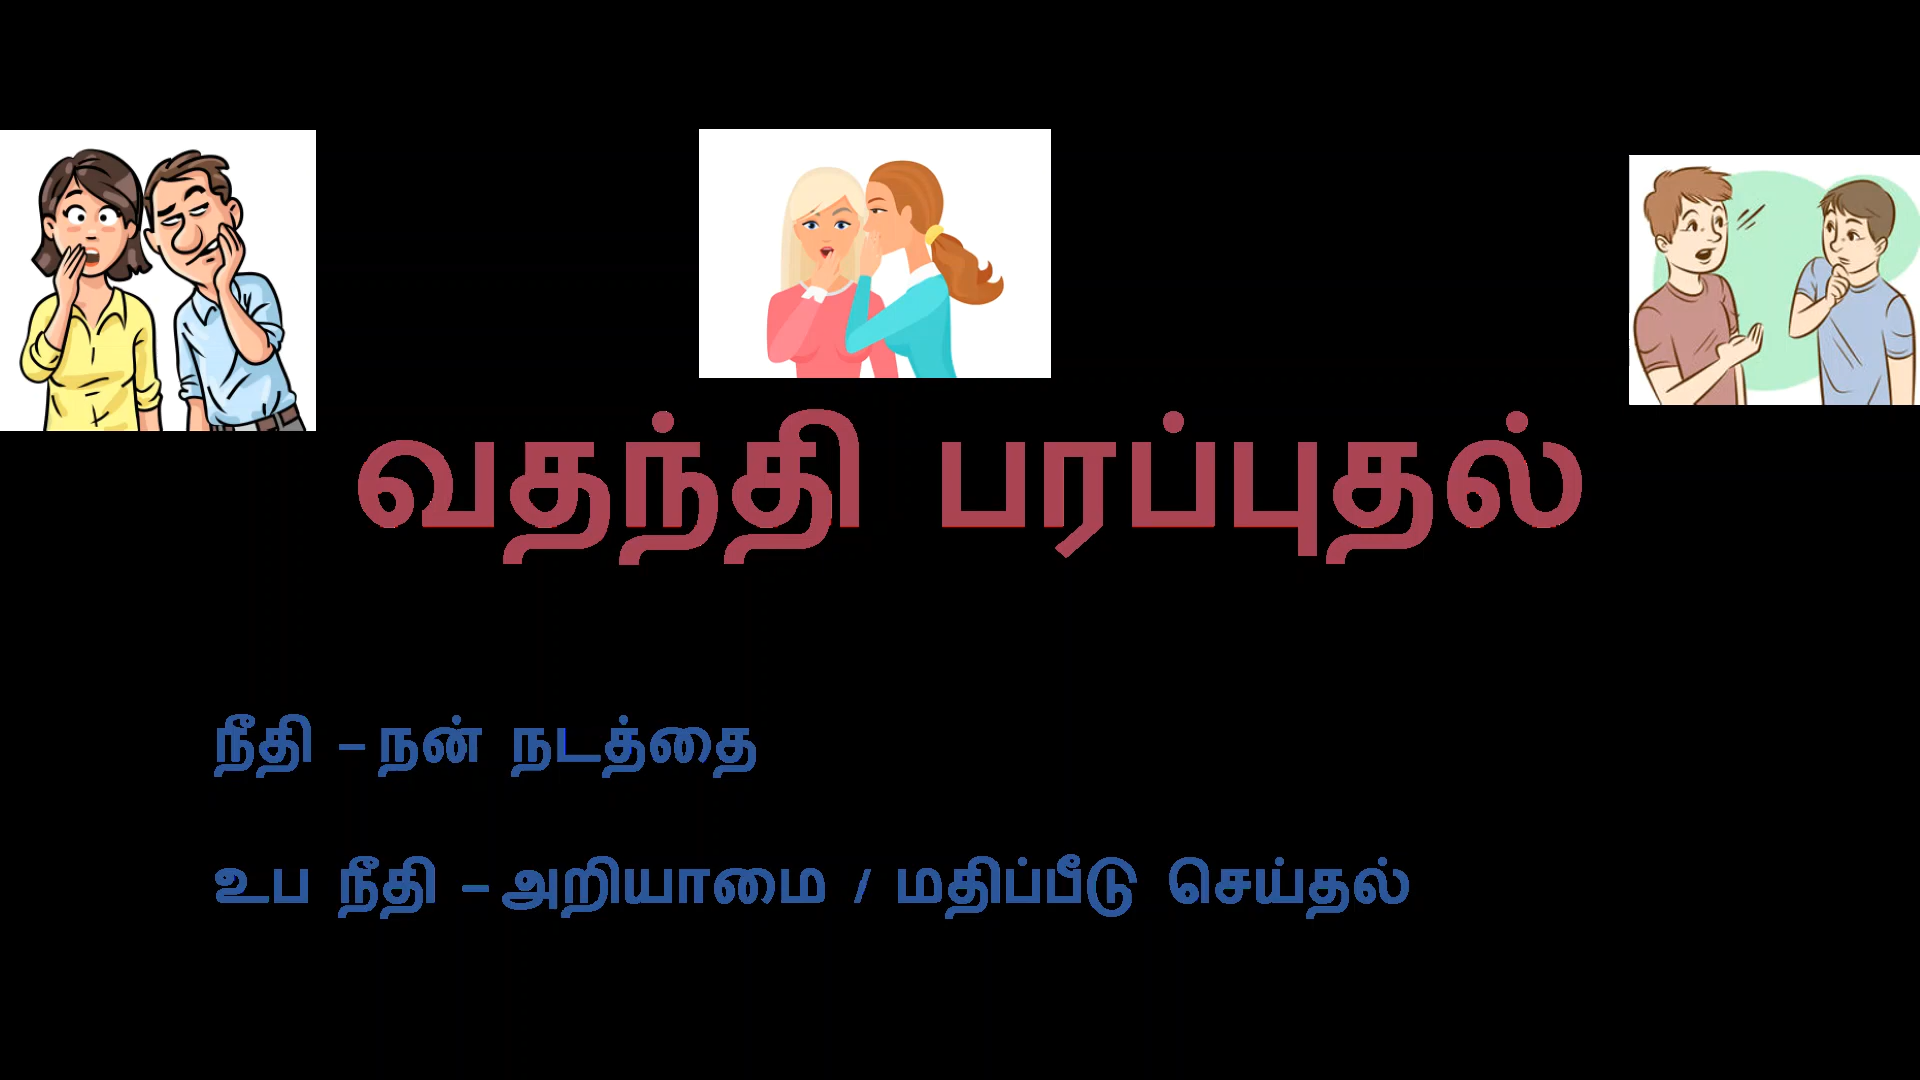 வதந்தி பரப்புதல்
நீதி – நன் நடத்தை
உப நீதி – அறியாமை / மதிப்பீடு செய்தல்